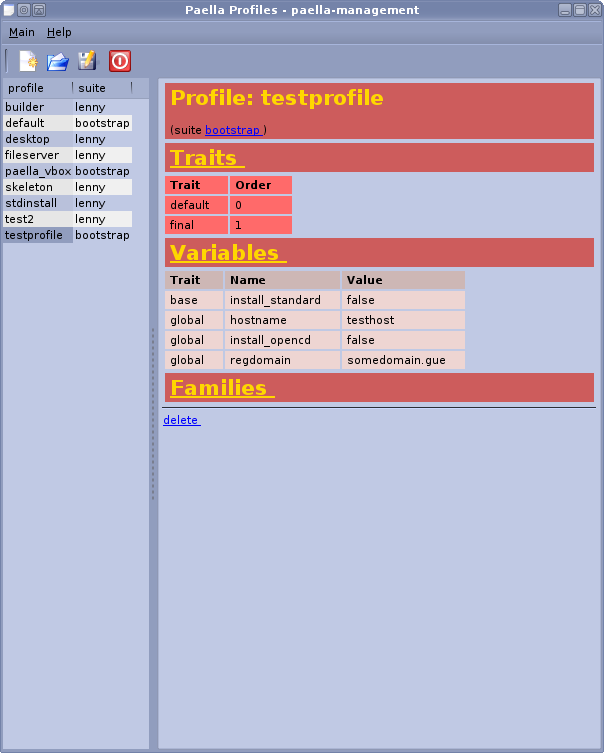 Paella Profiles - paella-management
Main Help
profile suite
builder lenny
default bootstrap
desktop lenny
fileserver lenny
paella_vbox bootstrap
skeleton lenny
stdinstall lenny
test2 lenny
testprofile bootstrap
Profile: testprofile
(suite bootstrap )
Traits
Trait Order
default 0
final 1
Variables
Trait Name Value
base install_standard false
global hostname testhost
global install_opencd false
global regdomain somedomain.gue
Families
delete